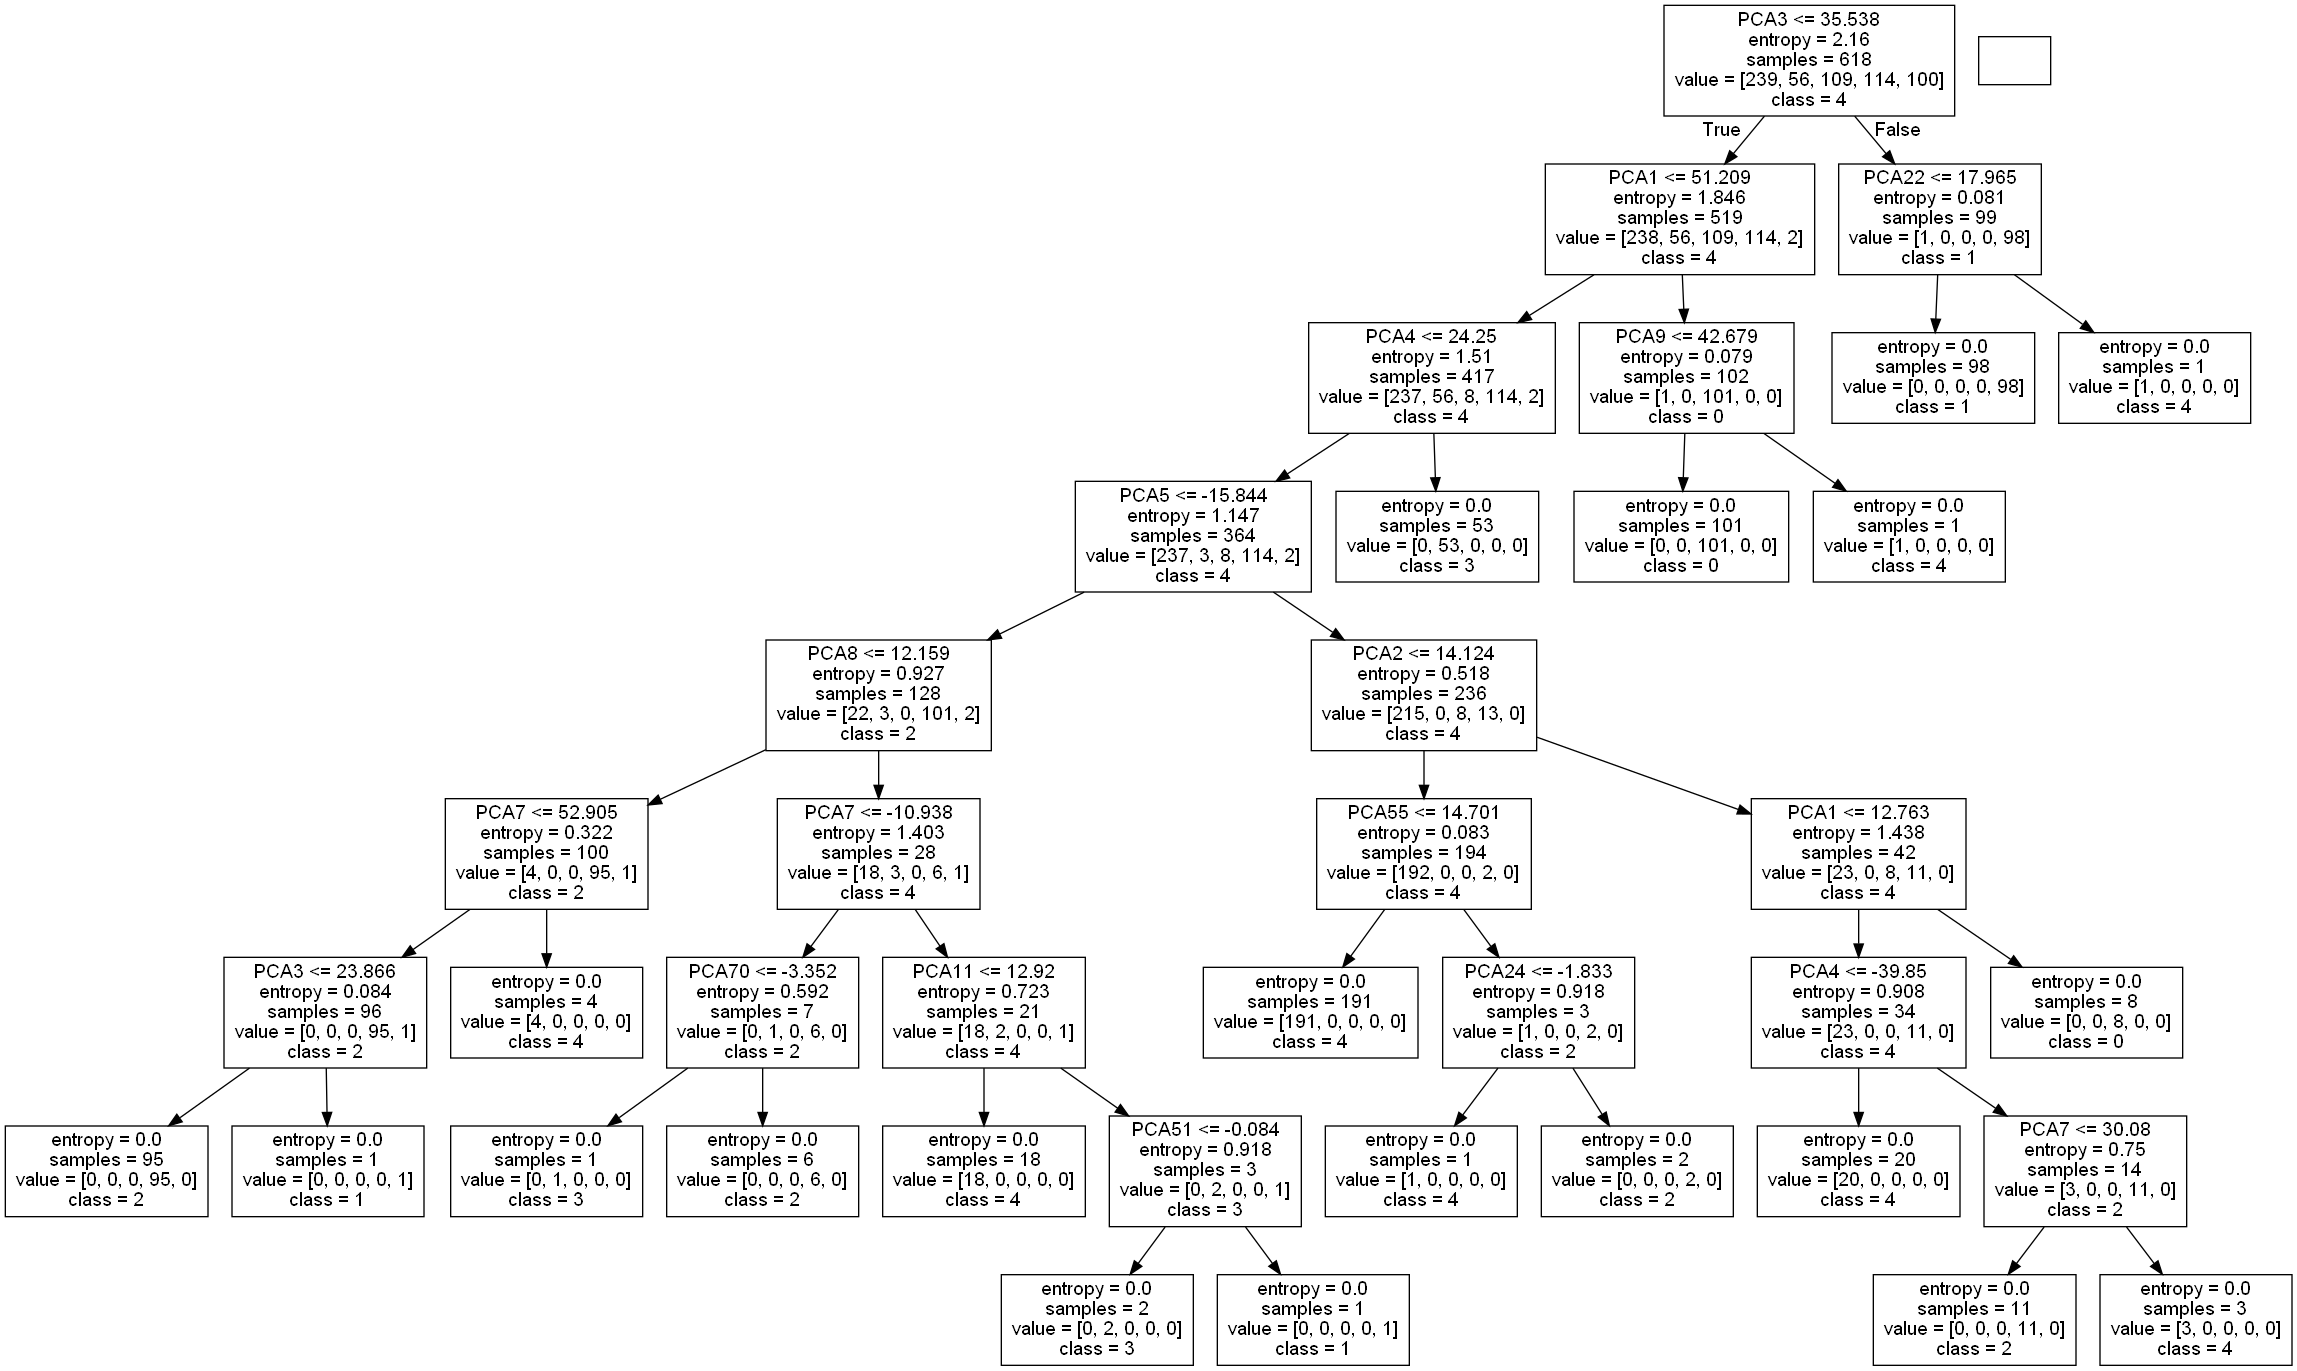 PCA3 <= 35.538
entropy = 2.16
samples = 618
value = [239, 56, 109, 114, 100]
class = 4
True
False
PCA1 <= 51.209
entropy = 1.846
samples = 519
value = [238, 56, 109, 114, 2]
class = 4
PCA22 <= 17.965
entropy = 0.081
samples = 99
value = [1, 0, 0, 0, 98]
class = 1
PCA4 <= 24.25
entropy = 1.51
samples = 417
value = [237, 56, 8, 114, 2]
class = 4
PCA9 <= 42.679
entropy = 0.079
samples = 102
value = [1, 0, 101, 0, 0]
class = 0
entropy = 0.0
samples = 98
value = [0, 0, 0, 0, 98]
class = 1
entropy = 0.0
samples = 1
value = [1, 0, 0, 0, 0]
class = 4
PCA5 <= -15.844
entropy = 1.147
samples = 364
value = [237, 3, 8, 114, 2]
class = 4
entropy = 0.0
samples = 53
value = [0, 53, 0, 0, 0]
class = 3
entropy = 0.0
samples = 101
value = [0, 0, 101, 0, 0]
class = 0
entropy = 0.0
samples = 1
value = [1, 0, 0, 0, 0]
class = 4
PCA8 <= 12.159
entropy = 0.927
samples = 128
value = [22, 3, 0, 101, 2]
class = 2
PCA2 <= 14.124
entropy = 0.518
samples = 236
value = [215, 0, 8, 13, 0]
class = 4
PCA7 <= 52.905
entropy = 0.322
samples = 100
value = [4, 0, 0, 95, 1]
class = 2
PCA7 <= -10.938
entropy = 1.403
samples = 28
value = [18, 3, 0, 6, 1]
class = 4
PCA55 <= 14.701
entropy = 0.083
samples = 194
value = [192, 0, 0, 2, 0]
class = 4
PCA1 <= 12.763
entropy = 1.438
samples = 42
value = [23, 0, 8, 11, 0]
class = 4
PCA3 <= 23.866
entropy = 0.084
samples = 96
value = [0, 0, 0, 95, 1]
class = 2
entropy = 0.0
samples = 4
value = [4, 0, 0, 0, 0]
class = 4
PCA70 <= -3.352
entropy = 0.592
samples = 7
value = [0, 1, 0, 6, 0]
class = 2
PCA11 <= 12.92
entropy = 0.723
samples = 21
value = [18, 2, 0, 0, 1]
class = 4
entropy = 0.0
samples = 191
value = [191, 0, 0, 0, 0]
class = 4
PCA24 <= -1.833
entropy = 0.918
samples = 3
value = [1, 0, 0, 2, 0]
class = 2
PCA4 <= -39.85
entropy = 0.908
samples = 34
value = [23, 0, 0, 11, 0]
class = 4
entropy = 0.0
samples = 8
value = [0, 0, 8, 0, 0]
class = 0
entropy = 0.0
samples = 95
value = [0, 0, 0, 95, 0]
class = 2
entropy = 0.0
samples = 1
value = [0, 0, 0, 0, 1]
class = 1
entropy = 0.0
samples = 1
value = [0, 1, 0, 0, 0]
class = 3
entropy = 0.0
samples = 6
value = [0, 0, 0, 6, 0]
class = 2
entropy = 0.0
samples = 18
value = [18, 0, 0, 0, 0]
class = 4
PCA51 <= -0.084
entropy = 0.918
samples = 3
value = [0, 2, 0, 0, 1]
class = 3
entropy = 0.0
samples = 1
value = [1, 0, 0, 0, 0]
class = 4
entropy = 0.0
samples = 2
value = [0, 0, 0, 2, 0]
class = 2
entropy = 0.0
samples = 20
value = [20, 0, 0, 0, 0]
class = 4
PCA7 <= 30.08
entropy = 0.75
samples = 14
value = [3, 0, 0, 11, 0]
class = 2
entropy = 0.0
samples = 2
value = [0, 2, 0, 0, 0]
class = 3
entropy = 0.0
samples = 1
value = [0, 0, 0, 0, 1]
class = 1
entropy = 0.0
samples = 11
value = [0, 0, 0, 11, 0]
class = 2
entropy = 0.0
samples = 3
value = [3, 0, 0, 0, 0]
class = 4